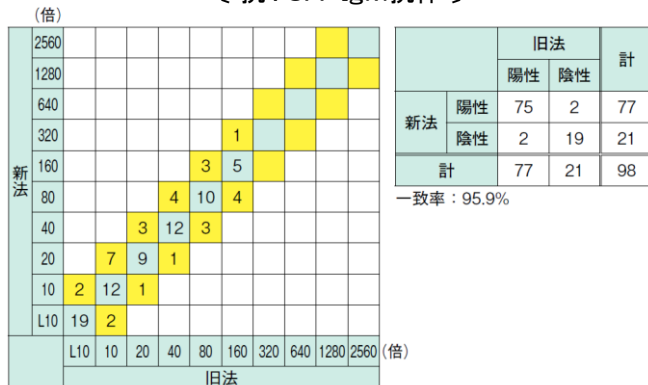 (倍)
新法
2560
1280
640
320 1
160 3 5
80 4 10 4
40 3 12 3
20 7 9 1
10 2 12 1
L10 19 2
L10 10 20 40 80 160 320 640 1280 2560 (倍)
旧法
旧法 計
陽性 陰性
新法 陽性 75 2 77
陰性 2 19 21
計 77 21 98
一致率：95.9%